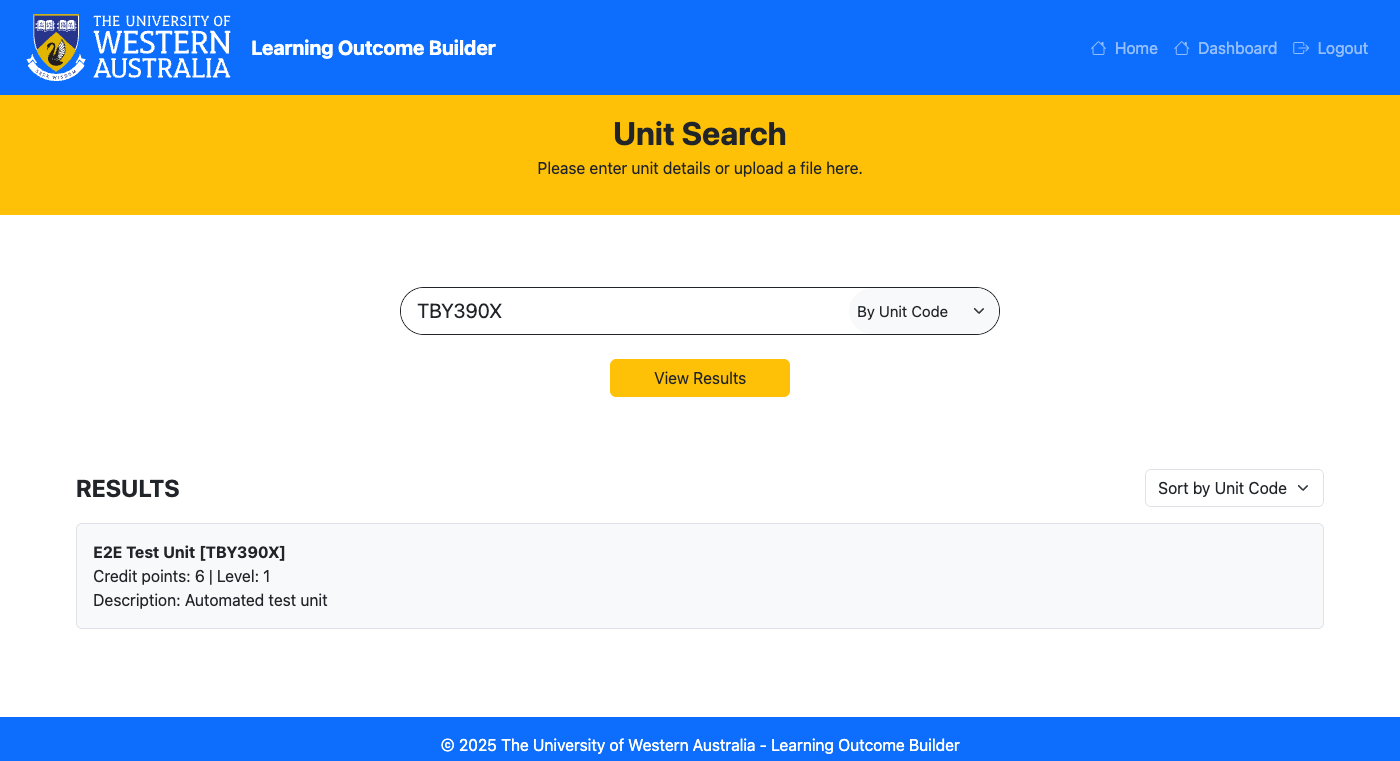 THE UNIVERSITY OF
WESTERN
AUSTRALIA
SEEK WISDOM
Learning Outcome Builder
Home
Dashboard
Logout
Unit Search
Please enter unit details or upload a file here.
TBY390X
By Unit Code
View Results
RESULTS
Sort by Unit Code
E2E Test Unit [TBY390X]
Credit points: 6 | Level: 1
Description: Automated test unit
© 2025 The University of Western Australia - Learning Outcome Builder